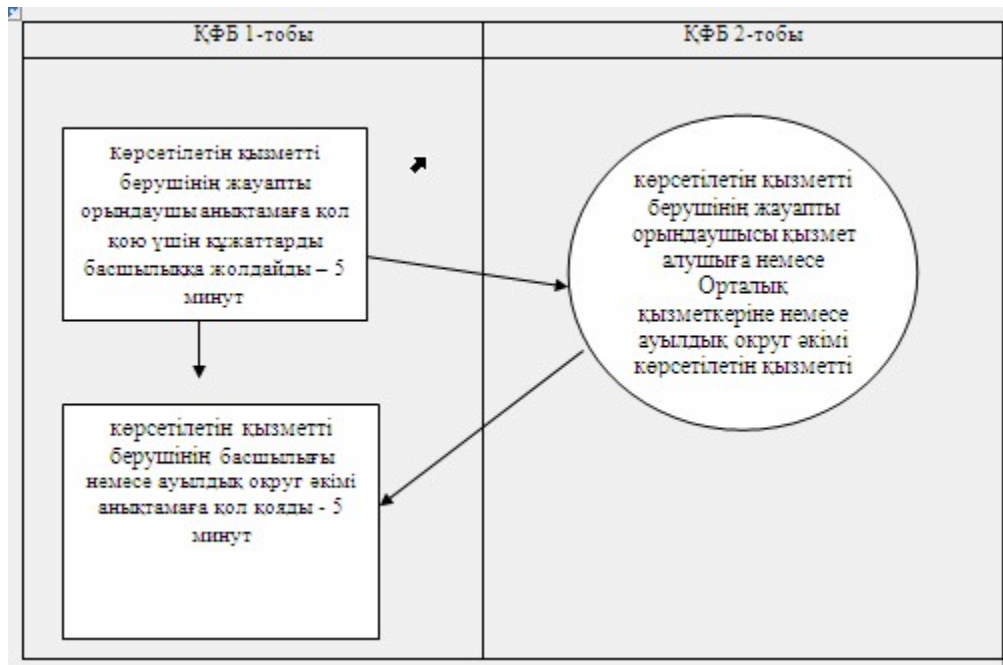 ҚФБ 1-тобы
ҚФБ 2-тобы
Көрсетілетін қызметті
берушінің жауапты
орындаушы анықтамаға қол
қою үшін құжаттарды
басшылыққа жолдайды – 5
минут
көрсетілетін қызметті
берушінің басшылығы
немесе ауылдық округ әкімі
анықтамаға қол қояды - 5
минут
көрсетілетін қызметті
берушінің жауапты
орындаушысы қызмет
алушыға немесе
Орталық
қызметкеріне немесе
ауылдық округ әкімі
көрсетілетін қызметті